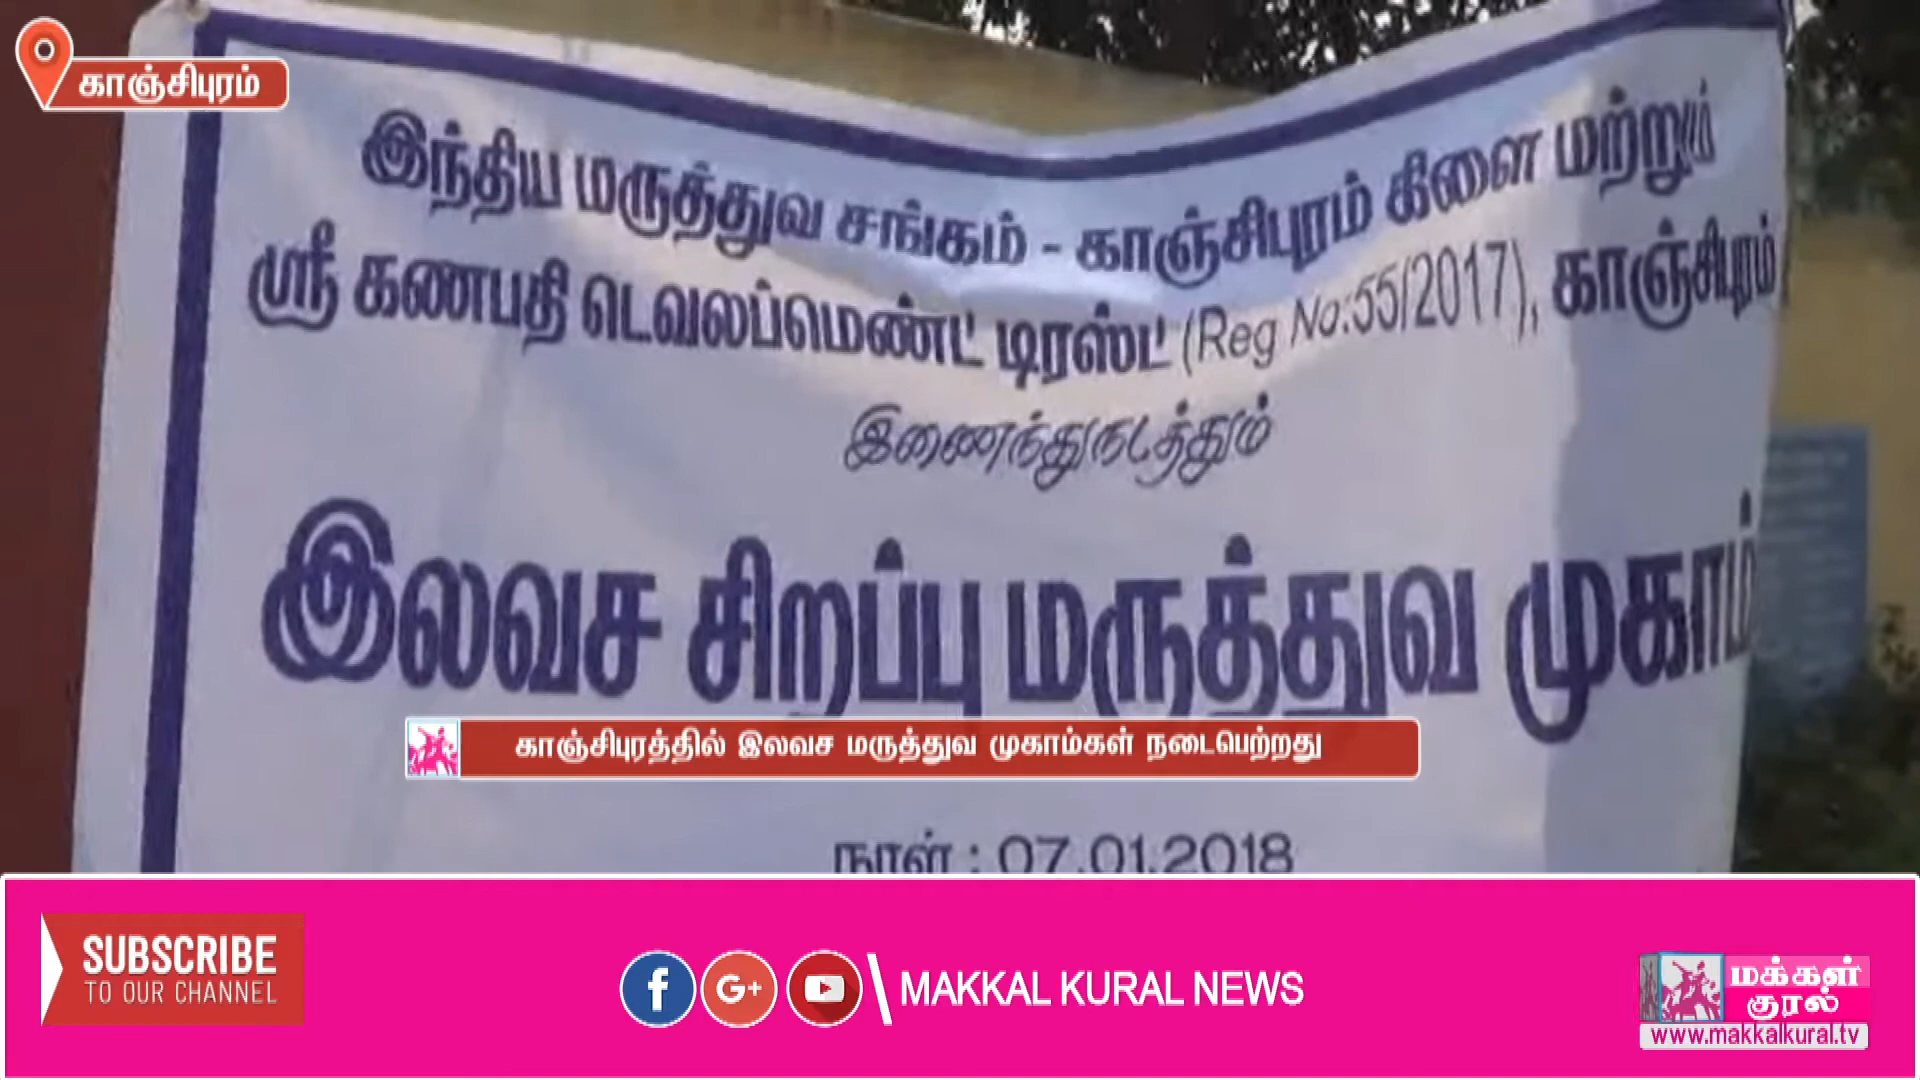 காஞ்சிபுரம்
இந்திய மருத்துவ சங்கம் - காஞ்சிபுரம் கிளை மற்றும்
ஸ்ரீ கணபதி டெவலப்மெண்ட் டிரஸ்ட் (Reg No:55/2017), காஞ்சிபுரம்
இணைந்துநடத்தும்
இலவச சிறப்பு மருத்துவ முகாம்
காஞ்சிபுரத்தில் இலவச மருத்துவ முகாம்கள் நடைபெற்றது
நாள் : 07.01.2018
SUBSCRIBE
TO OUR CHANNEL
f G+ MAKKAL KURAL NEWS
மக்கள்
குரல்
www.makkalkural.tv